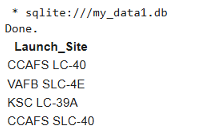 * sqlite:///my_data1.db
Done.
Launch_Site
CCAFS LC-40
VAFB SLC-4E
KSC LC-39A
CCAFS SLC-40